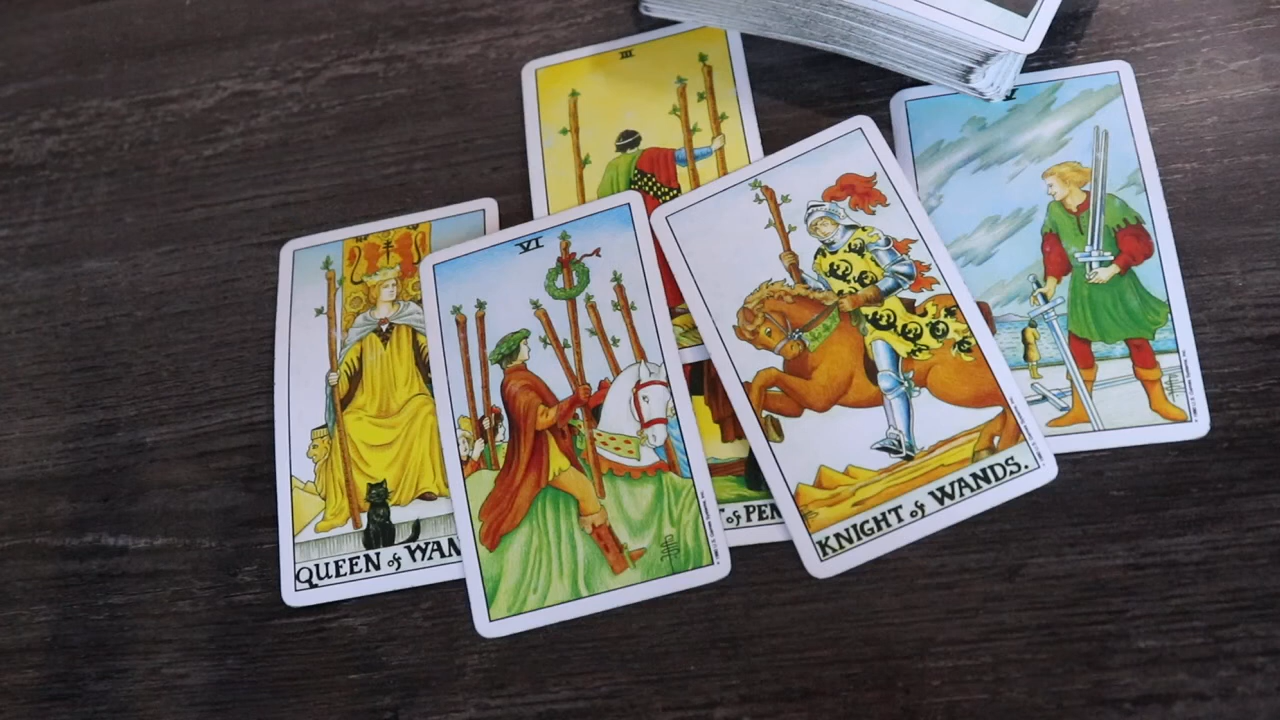 III
VI
QUEEN of WAN
T of PEN
KNIGHT of WANDS.